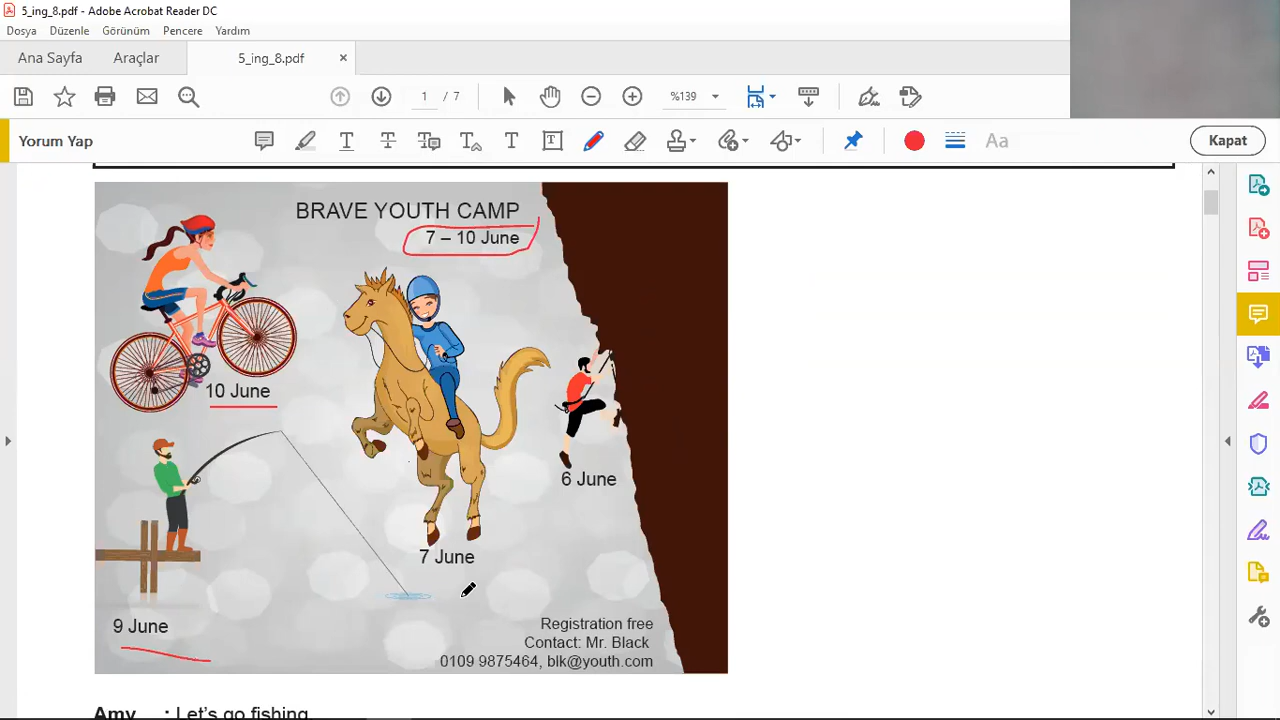 5_ing_8.pdf - Adobe Acrobat Reader DC
Dosya Düzenle Görünüm Pencere Yardım
Ana Sayfa Araçlar 5_ing_8.pdf ×
1 / 7 %139
Yorum Yap Aa Kapat
BRAVE YOUTH CAMP
7 – 10 June
10 June
6 June
7 June
9 June
Registration free
Contact: Mr. Black
0109 9875464, blk@youth.com
Amy : Let's go fishing.